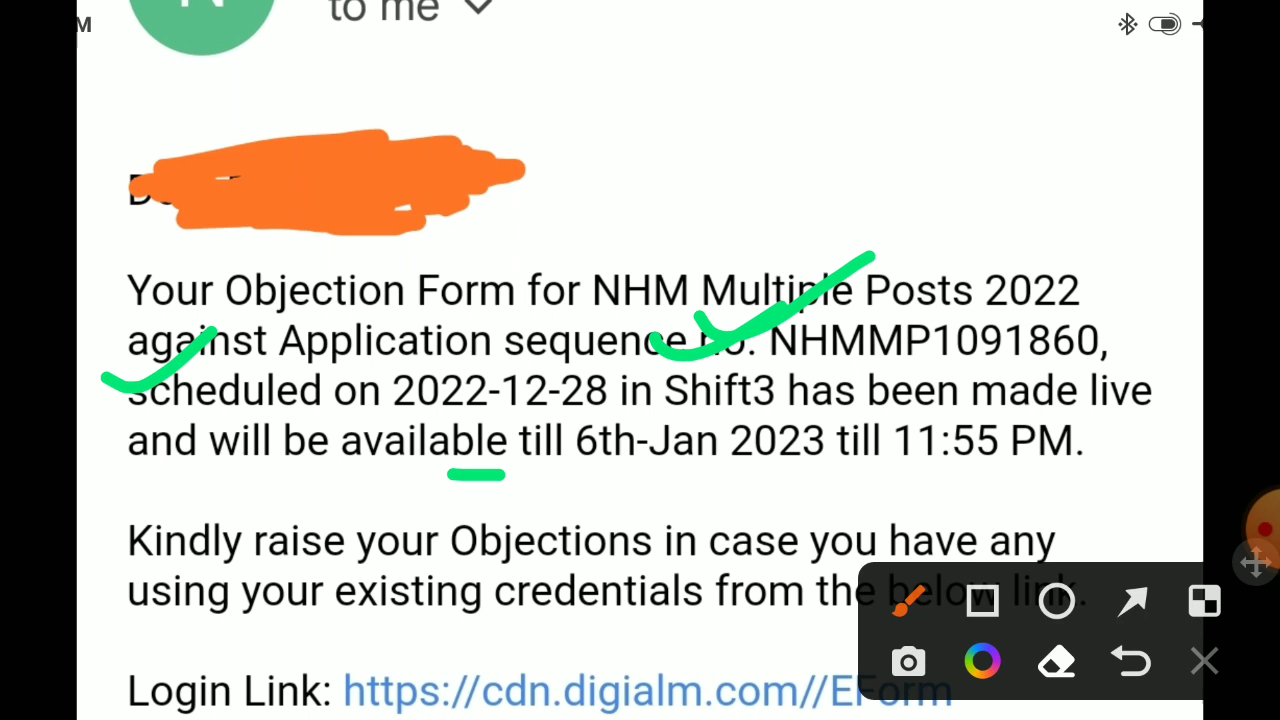 M
N
to me
Your Objection Form for NHM Multiple Posts 2022
against Application sequence no. NHMMP1091860,
scheduled on 2022-12-28 in Shift3 has been made live
and will be available till 6th-Jan 2023 till 11:55 PM.
Kindly raise your Objections in case you have any
using your existing credentials from the below link.
Login Link: https://cdn.digialm.com//EForm